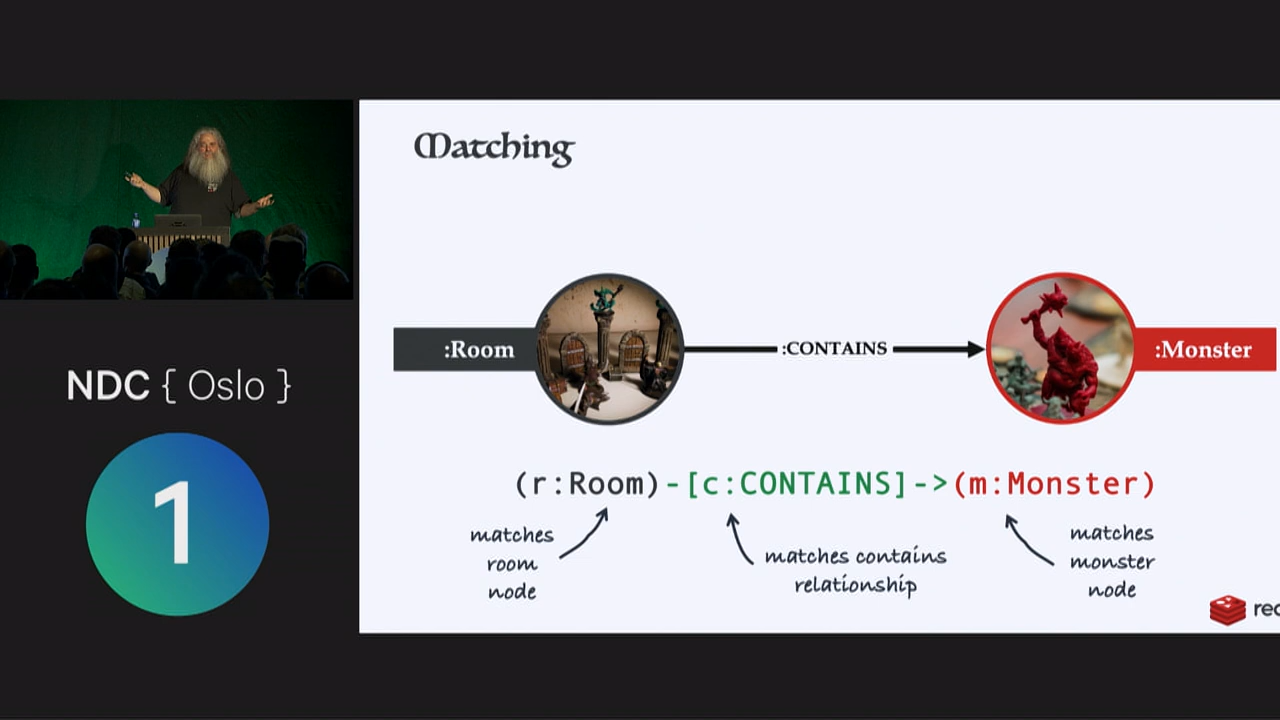 Matching
:Room
:CONTAINS
:Monster
NDC { Oslo }
1
(r:Room)-[c:CONTAINS]->(m:Monster)
matches
room
node
matches contains
relationship
matches
monster
node